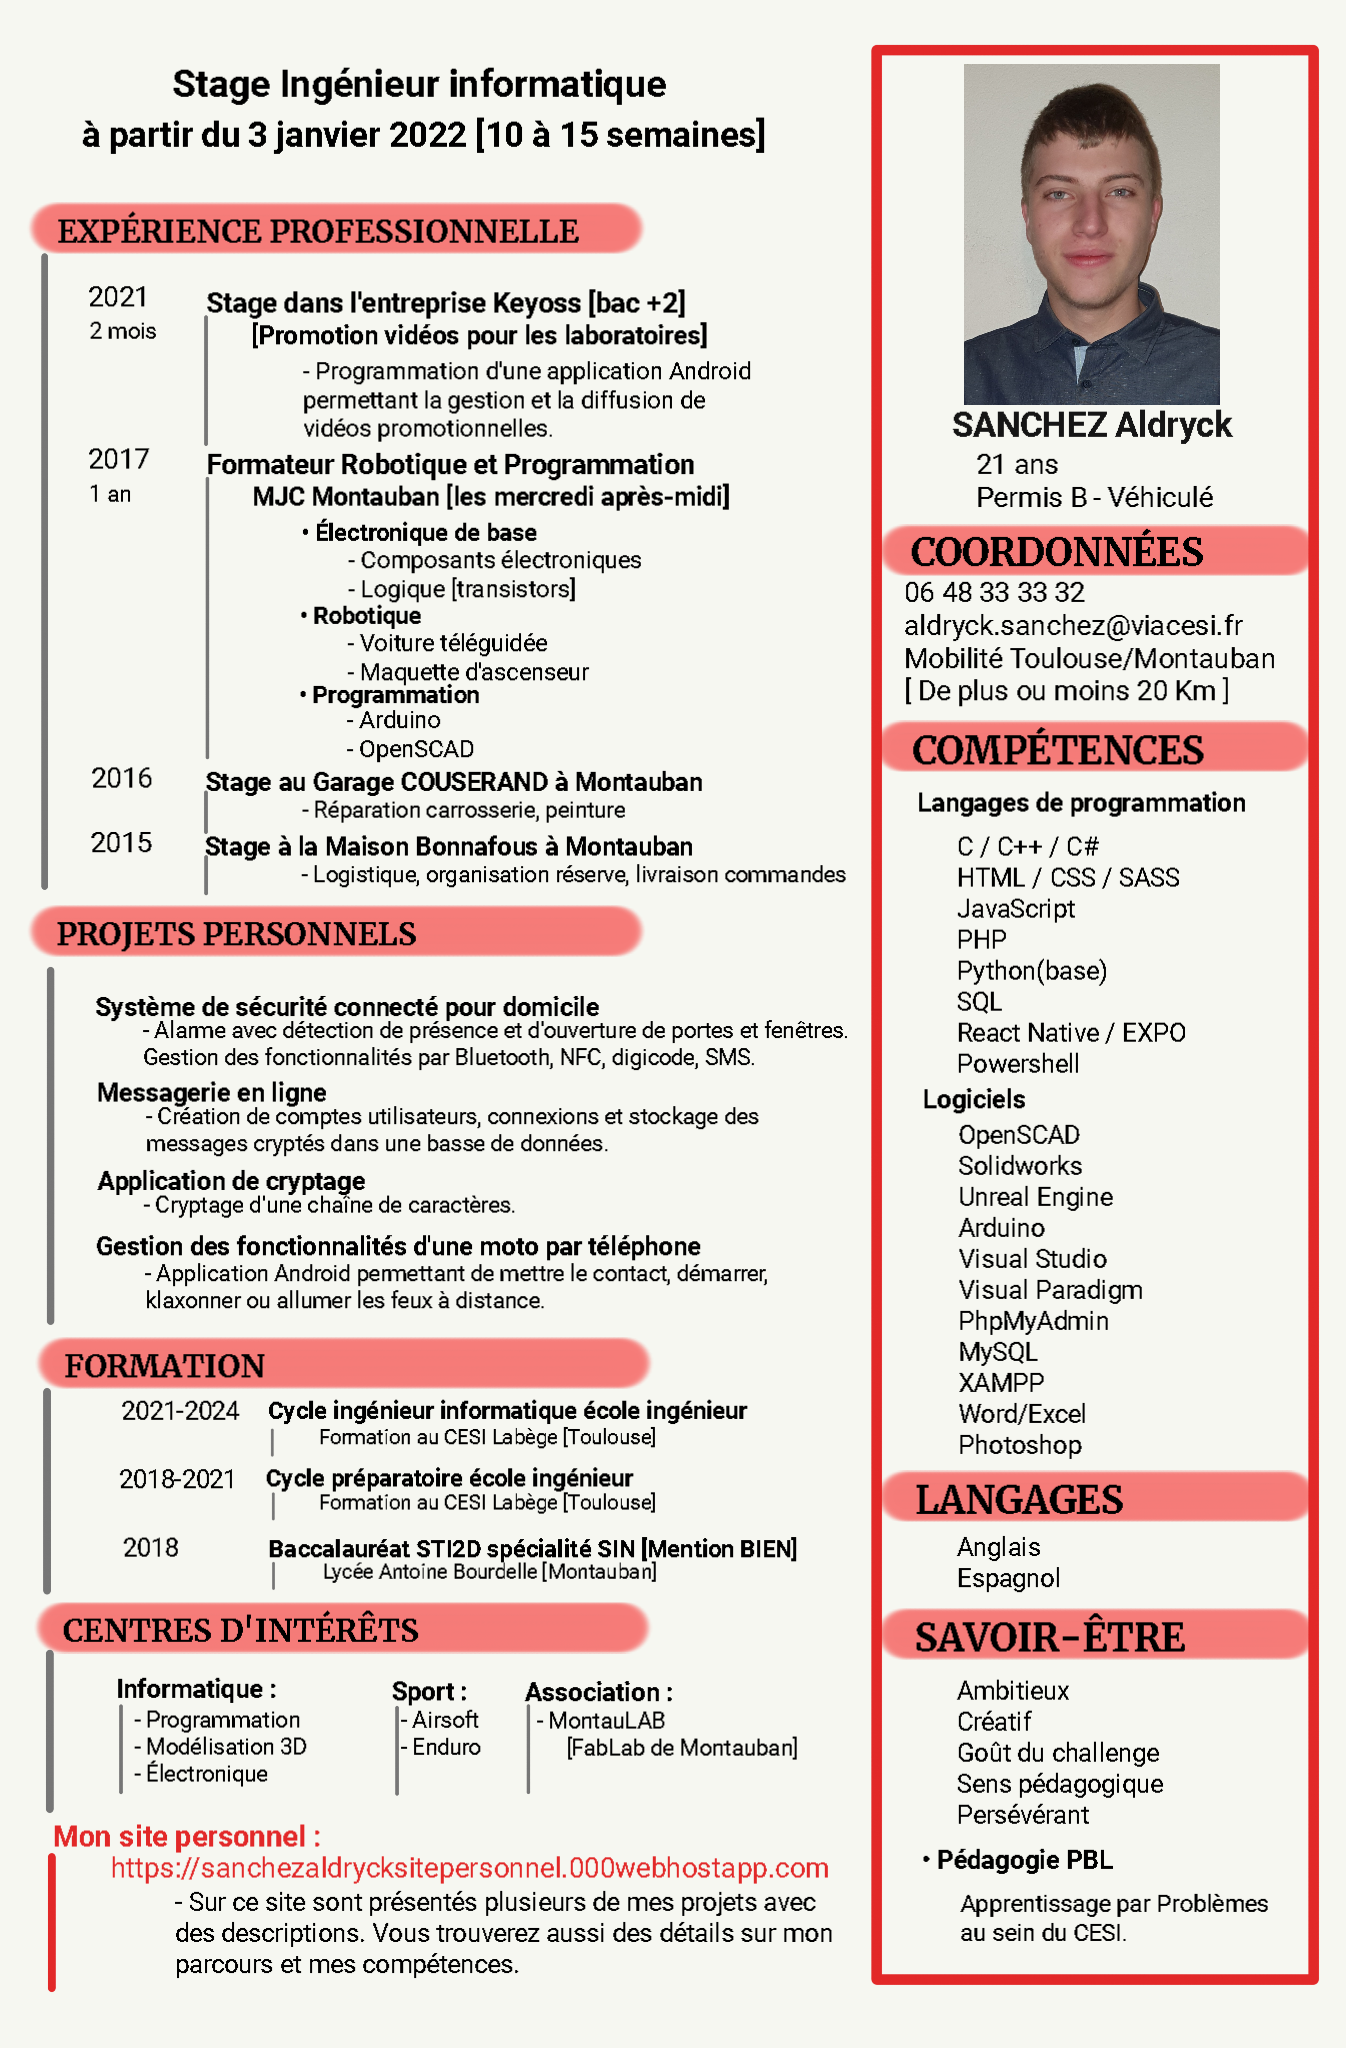 Stage Ingénieur informatique
à partir du 3 janvier 2022 [10 à 15 semaines]
EXPÉRIENCE PROFESSIONNELLE
2021
Stage dans l'entreprise Keyoss [bac +2]
2 mois
[Promotion vidéos pour les laboratoires]
- Programmation d'une application Android
permettant la gestion et la diffusion de
vidéos promotionnelles.
2017
Formateur Robotique et Programmation
1 an
MJC Montauban [les mercredi après-midi]
• Électronique de base
- Composants électroniques
- Logique [transistors]
• Robotique
- Voiture téléguidée
- Maquette d'ascenseur
• Programmation
- Arduino
- OpenSCAD
2016
Stage au Garage COUSERAND à Montauban
- Réparation carrosserie, peinture
2015
Stage à la Maison Bonnafous à Montauban
- Logistique, organisation réserve, livraison commandes
PROJETS PERSONNELS
Système de sécurité connecté pour domicile
- Alarme avec détection de présence et d'ouverture de portes et fenêtres.
Gestion des fonctionnalités par Bluetooth, NFC, digicode, SMS.
Messagerie en ligne
- Création de comptes utilisateurs, connexions et stockage des
messages cryptés dans une basse de données.
Application de cryptage
- Cryptage d'une chaîne de caractères.
Gestion des fonctionnalités d'une moto par téléphone
- Application Android permettant de mettre le contact, démarrer,
klaxonner ou allumer les feux à distance.
FORMATION
2021-2024
Cycle ingénieur informatique école ingénieur
Formation au CESI Labège [Toulouse]
2018-2021
Cycle préparatoire école ingénieur
Formation au CESI Labège [Toulouse]
2018
Baccalauréat STI2D spécialité SIN [Mention BIEN]
Lycée Antoine Bourdelle [Montauban]
CENTRES D'INTÉRÊTS
Informatique :
- Programmation
- Modélisation 3D
- Électronique
Sport :
- Airsoft
- Enduro
Association :
- MontauLAB
[FabLab de Montauban]
Mon site personnel :
https://sanchezaldrycksitepersonnel.000webhostapp.com
- Sur ce site sont présentés plusieurs de mes projets avec
des descriptions. Vous trouverez aussi des détails sur mon
parcours et mes compétences.
SANCHEZ Aldryck
21 ans
Permis B - Véhiculé
COORDONNÉES
06 48 33 33 32
aldryck.sanchez@viacesi.fr
Mobilité Toulouse/Montauban
[ De plus ou moins 20 Km ]
COMPÉTENCES
Langages de programmation
C / C++ / C#
HTML / CSS / SASS
JavaScript
PHP
Python(base)
SQL
React Native / EXPO
Powershell
Logiciels
OpenSCAD
Solidworks
Unreal Engine
Arduino
Visual Studio
Visual Paradigm
PhpMyAdmin
MySQL
XAMPP
Word/Excel
Photoshop
LANGAGES
Anglais
Espagnol
SAVOIR-ÊTRE
Ambitieux
Créatif
Goût du challenge
Sens pédagogique
Persévérant
• Pédagogie PBL
Apprentissage par Problèmes
au sein du CESI.